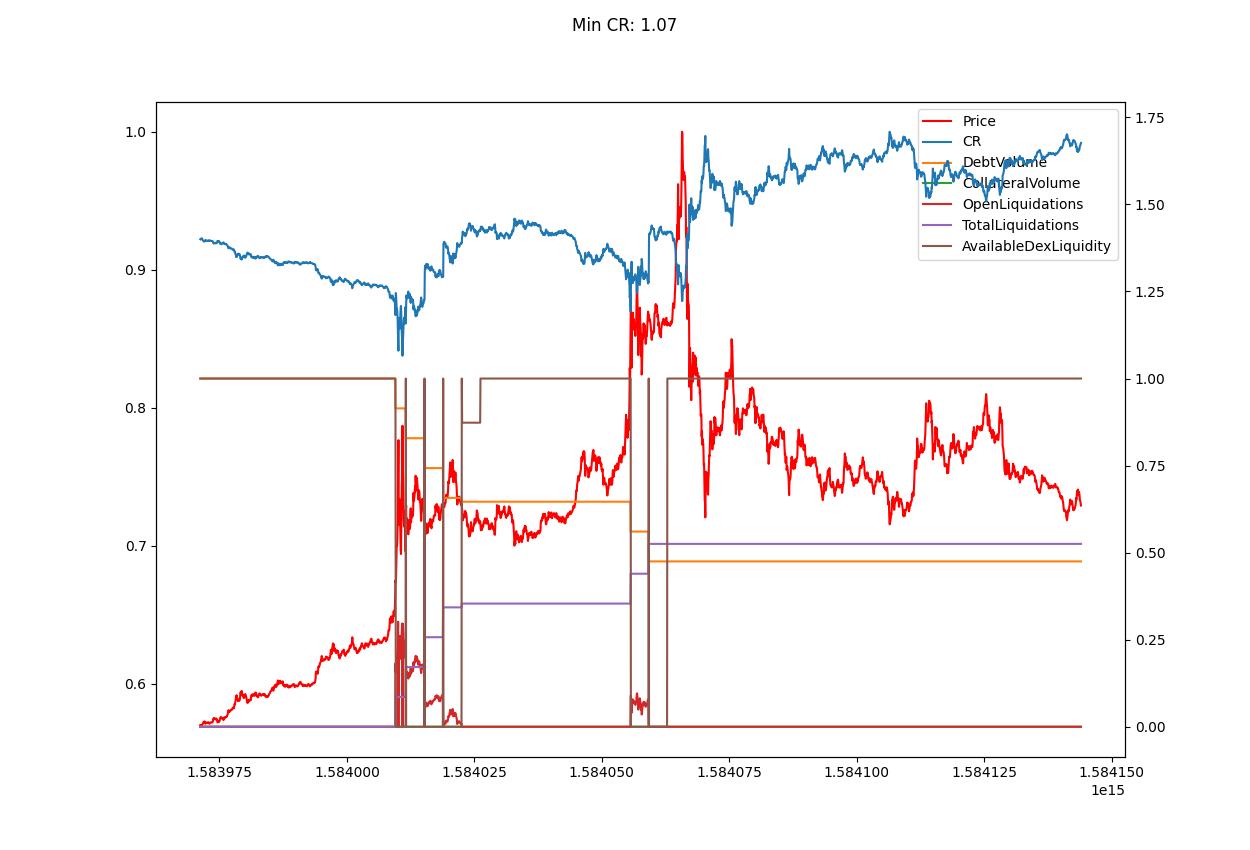 Min CR: 1.07
1.0
0.9
0.8
0.7
0.6
1.75
1.50
1.25
1.00
0.75
0.50
0.25
0.00
Price
CR
DebtVolume
CollateralVolume
OpenLiquidations
TotalLiquidations
AvailableDexLiquidity
1.583975 1.584000 1.584025 1.584050 1.584075 1.584100 1.584125 1.584150
1e15